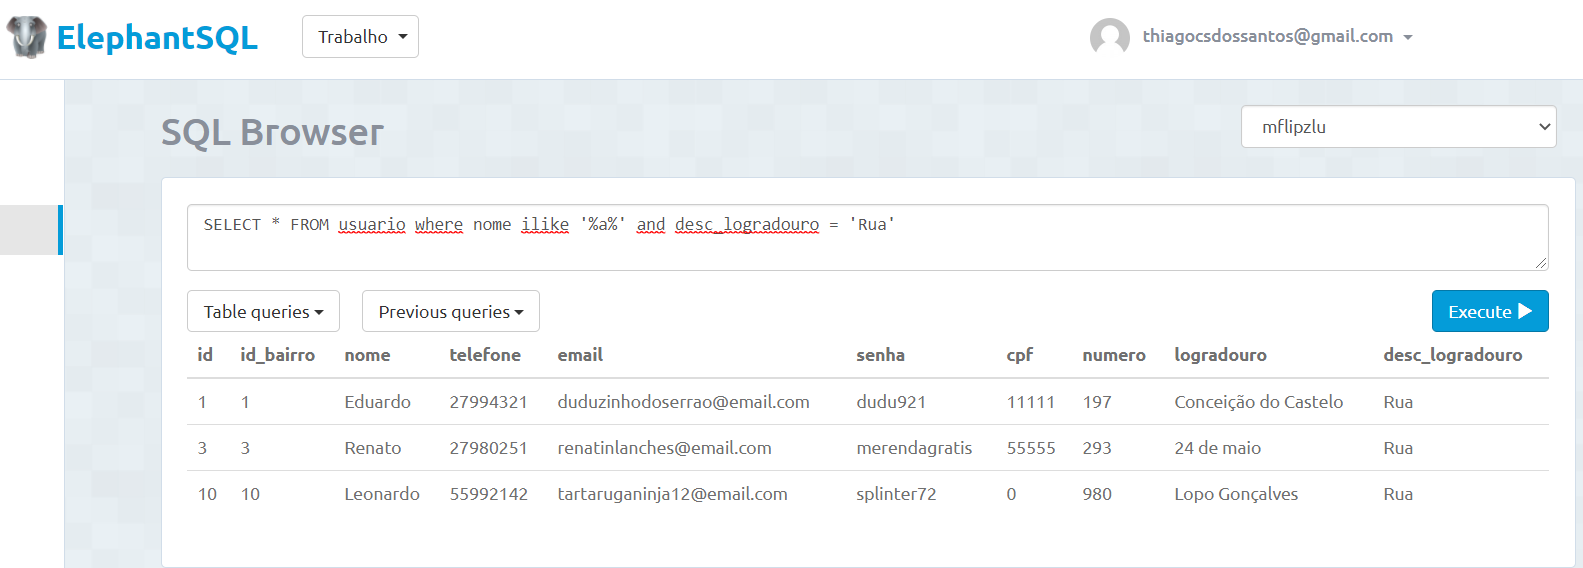 ElephantSQL Trabalho thiagocsdossantos@gmail.com
SQL Browser mflipzlu
SELECT * FROM usuario where nome ilike '%a%' and desc_logradouro = 'Rua'
Table queries Previous queries Execute
id id_bairro nome telefone email senha cpf numero logradouro desc_logradouro
1 1 Eduardo 27994321 duduzinhodoserrao@email.com dudu921 11111 197 Conceição do Castelo Rua
3 3 Renato 27980251 renatinlanches@email.com merendagratis 55555 293 24 de maio Rua
10 10 Leonardo 55992142 tartaruganinja12@email.com splinter72 0 980 Lopo Gonçalves Rua